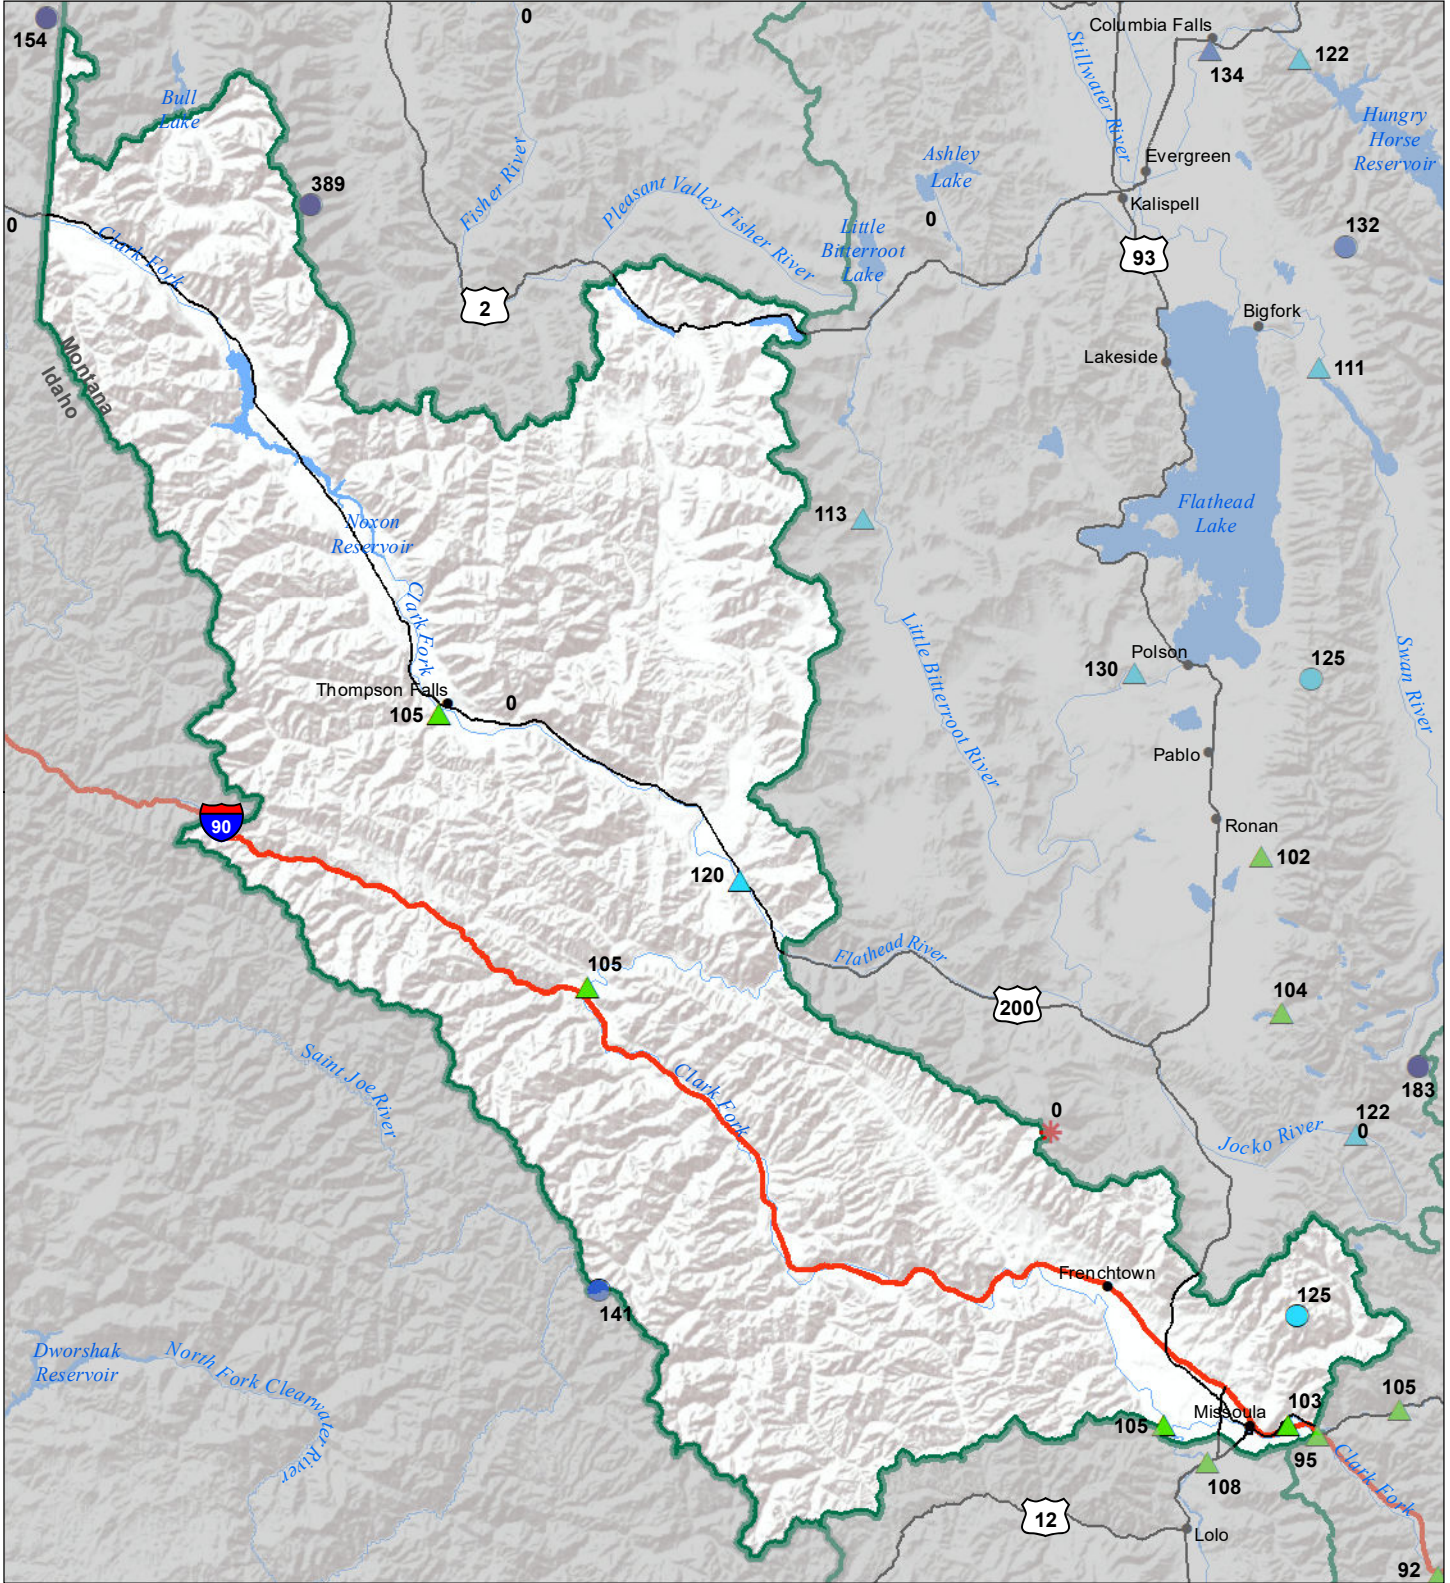 154
0
Columbia Falls
122
134
Stillwater River
Bull
Lake
Hungry
Horse
Reservoir
Fisher River
Ashley
Lake
Evergreen
389
Pleasant Valley Fisher River
Kalispell
0
0
Little
Bitterroot
Lake
132
Clark Fork
93
2
Bigfork
Montana
Idaho
Lakeside
111
113
Flathead
Lake
Noxon
Reservoir
Clark Fork
Little Bitterroot River
Swan River
Polson
130
125
Thompson Falls
0
105
Pablo
90
Ronan
102
120
Flathead River
105
104
200
Saint Joe River
Clark Fork
183
0
122
0
Jocko River
Frenchtown
141
125
Dworshak
Reservoir
North Fork Clearwater River
105
103
Missoula
105
95
Clark Fork
108
12
Lolo
92